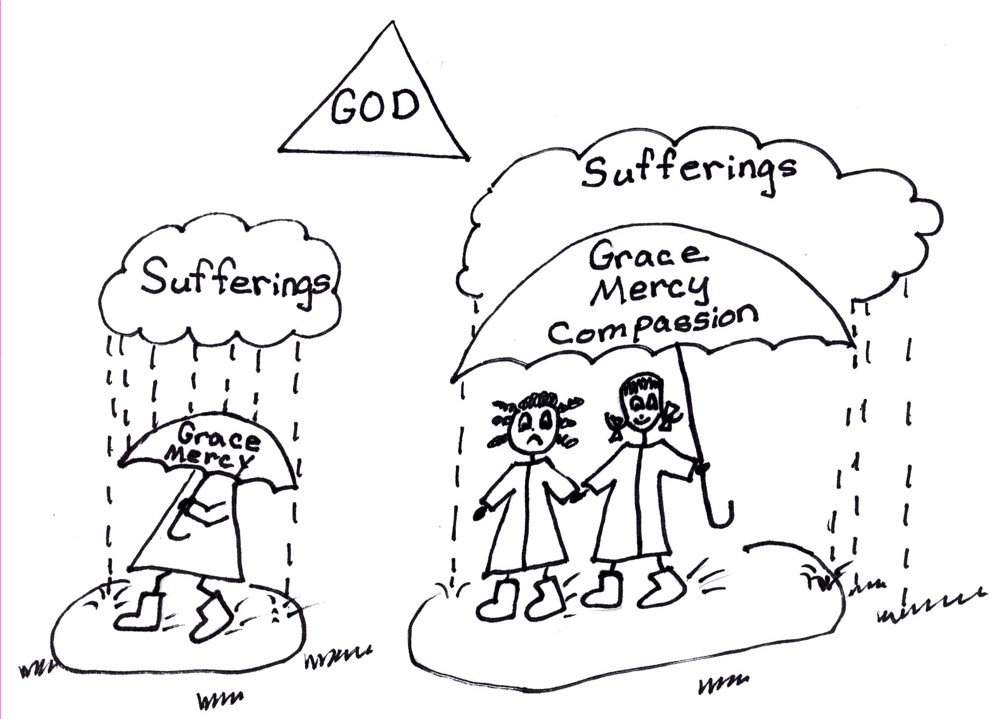 GOD
Sufferings
Grace
Mercy
Sufferings
Grace
Mercy
Compassion